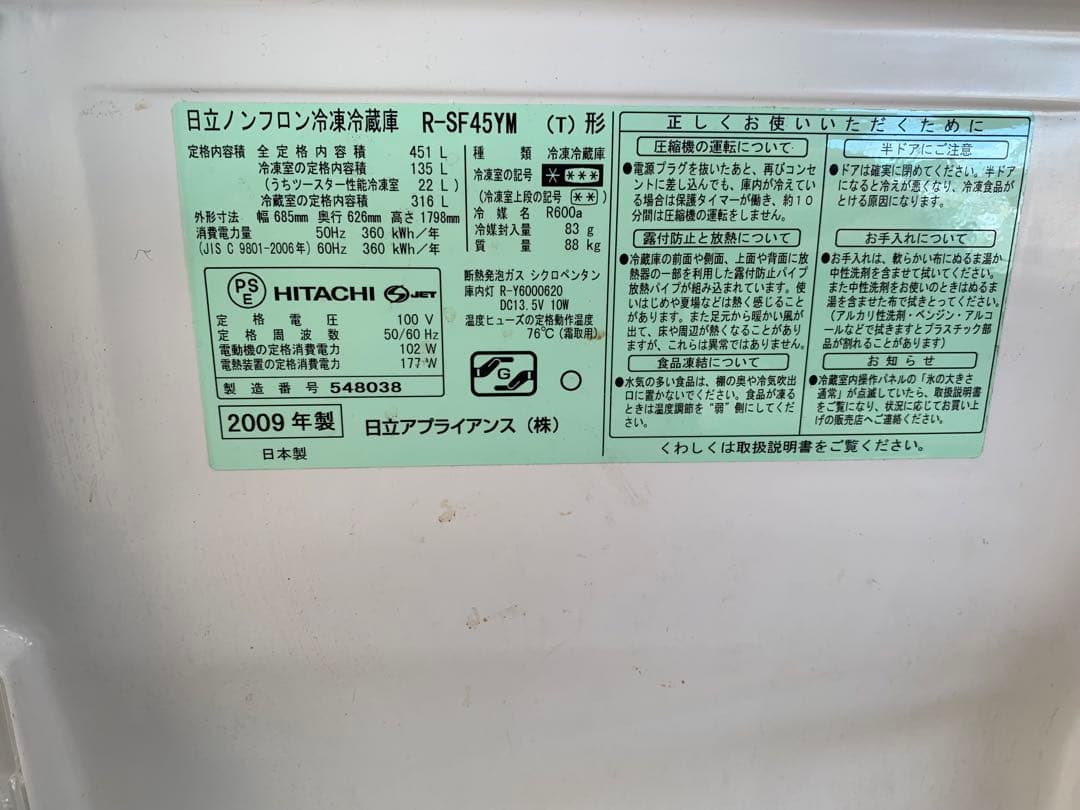 日立ノンフロン冷凍冷蔵庫 R-SF45YM (T) 形
定格内容積 全定格内容積 451 L
冷凍室の定格内容積 135 L
(うちツースター性能冷凍室 22 L)
冷蔵室の定格内容積 316 L
外形寸法 幅 685mm 奥行 626mm 高さ 1798mm
消費電力量 50Hz 360 kWh/年
(JIS C 9801-2006年) 60Hz 360 kWh/年
種類 冷凍冷蔵庫
冷凍室の記号 ****
(冷凍室上段の記号 **)
冷媒名 R600a
冷媒封入量 83 g
質量 88 kg
PSE HITACHI S JET
定格電圧 100 V
定格周波数 50/60 Hz
電動機の定格消費電力 102 W
電熱装置の定格消費電力 177 W
製造番号 548038
断熱発泡ガス シクロペンタン
庫内灯 R-Y6000620
DC13.5V 10W
温度ヒューズの定格動作温度
76℃(霜取用)
G
2009 年製
日立アプライアンス(株)
日本製
正しくお使いいただくために
圧縮機の運転について
●電源プラグを抜いたあと、再びコンセ
ントに差し込んでも、庫内が冷えてい
る場合は保護タイマーが働き、約10
分間は圧縮機の運転をしません。
露付防止と放熱について
●冷蔵庫の前面や側面、上面や背面に放
熱器の一部を利用した露付防止パイプ
放熱パイプが組み込まれています。使
いはじめや夏場などは熱く感じること
があります。また足元から暖かい風が
出て、床や周辺が熱くなることがあり
ますが、これらは異常ではありません。
食品凍結について
●水気の多い食品は、棚の奥や冷気吹出
口に置かないでください。食品が凍る
ときは温度調節を"弱"側にしてくだ
さい。
半ドアにご注意
●ドアは確実に閉めてください。半ドア
になると冷えが悪くなり、冷凍食品が
とける原因になります。
お手入れについて
●お手入れは、軟らかい布にぬるま湯か
中性洗剤を含ませて拭いてください。
また中性洗剤をお使いのときはぬるま
湯を含ませた布で拭きとってください。
(アルカリ性洗剤・ベンジン・アルコ
ールなどで拭きますとプラスチック部
品が割れることがあります)
お知らせ
●冷蔵室内操作パネルの「氷の大きさ
通常」が点滅していたら、取扱説明書
をご覧になり、状況に応じてお買い上
げの販売店へご連絡ください。
くわしくは取扱説明書をご覧ください。